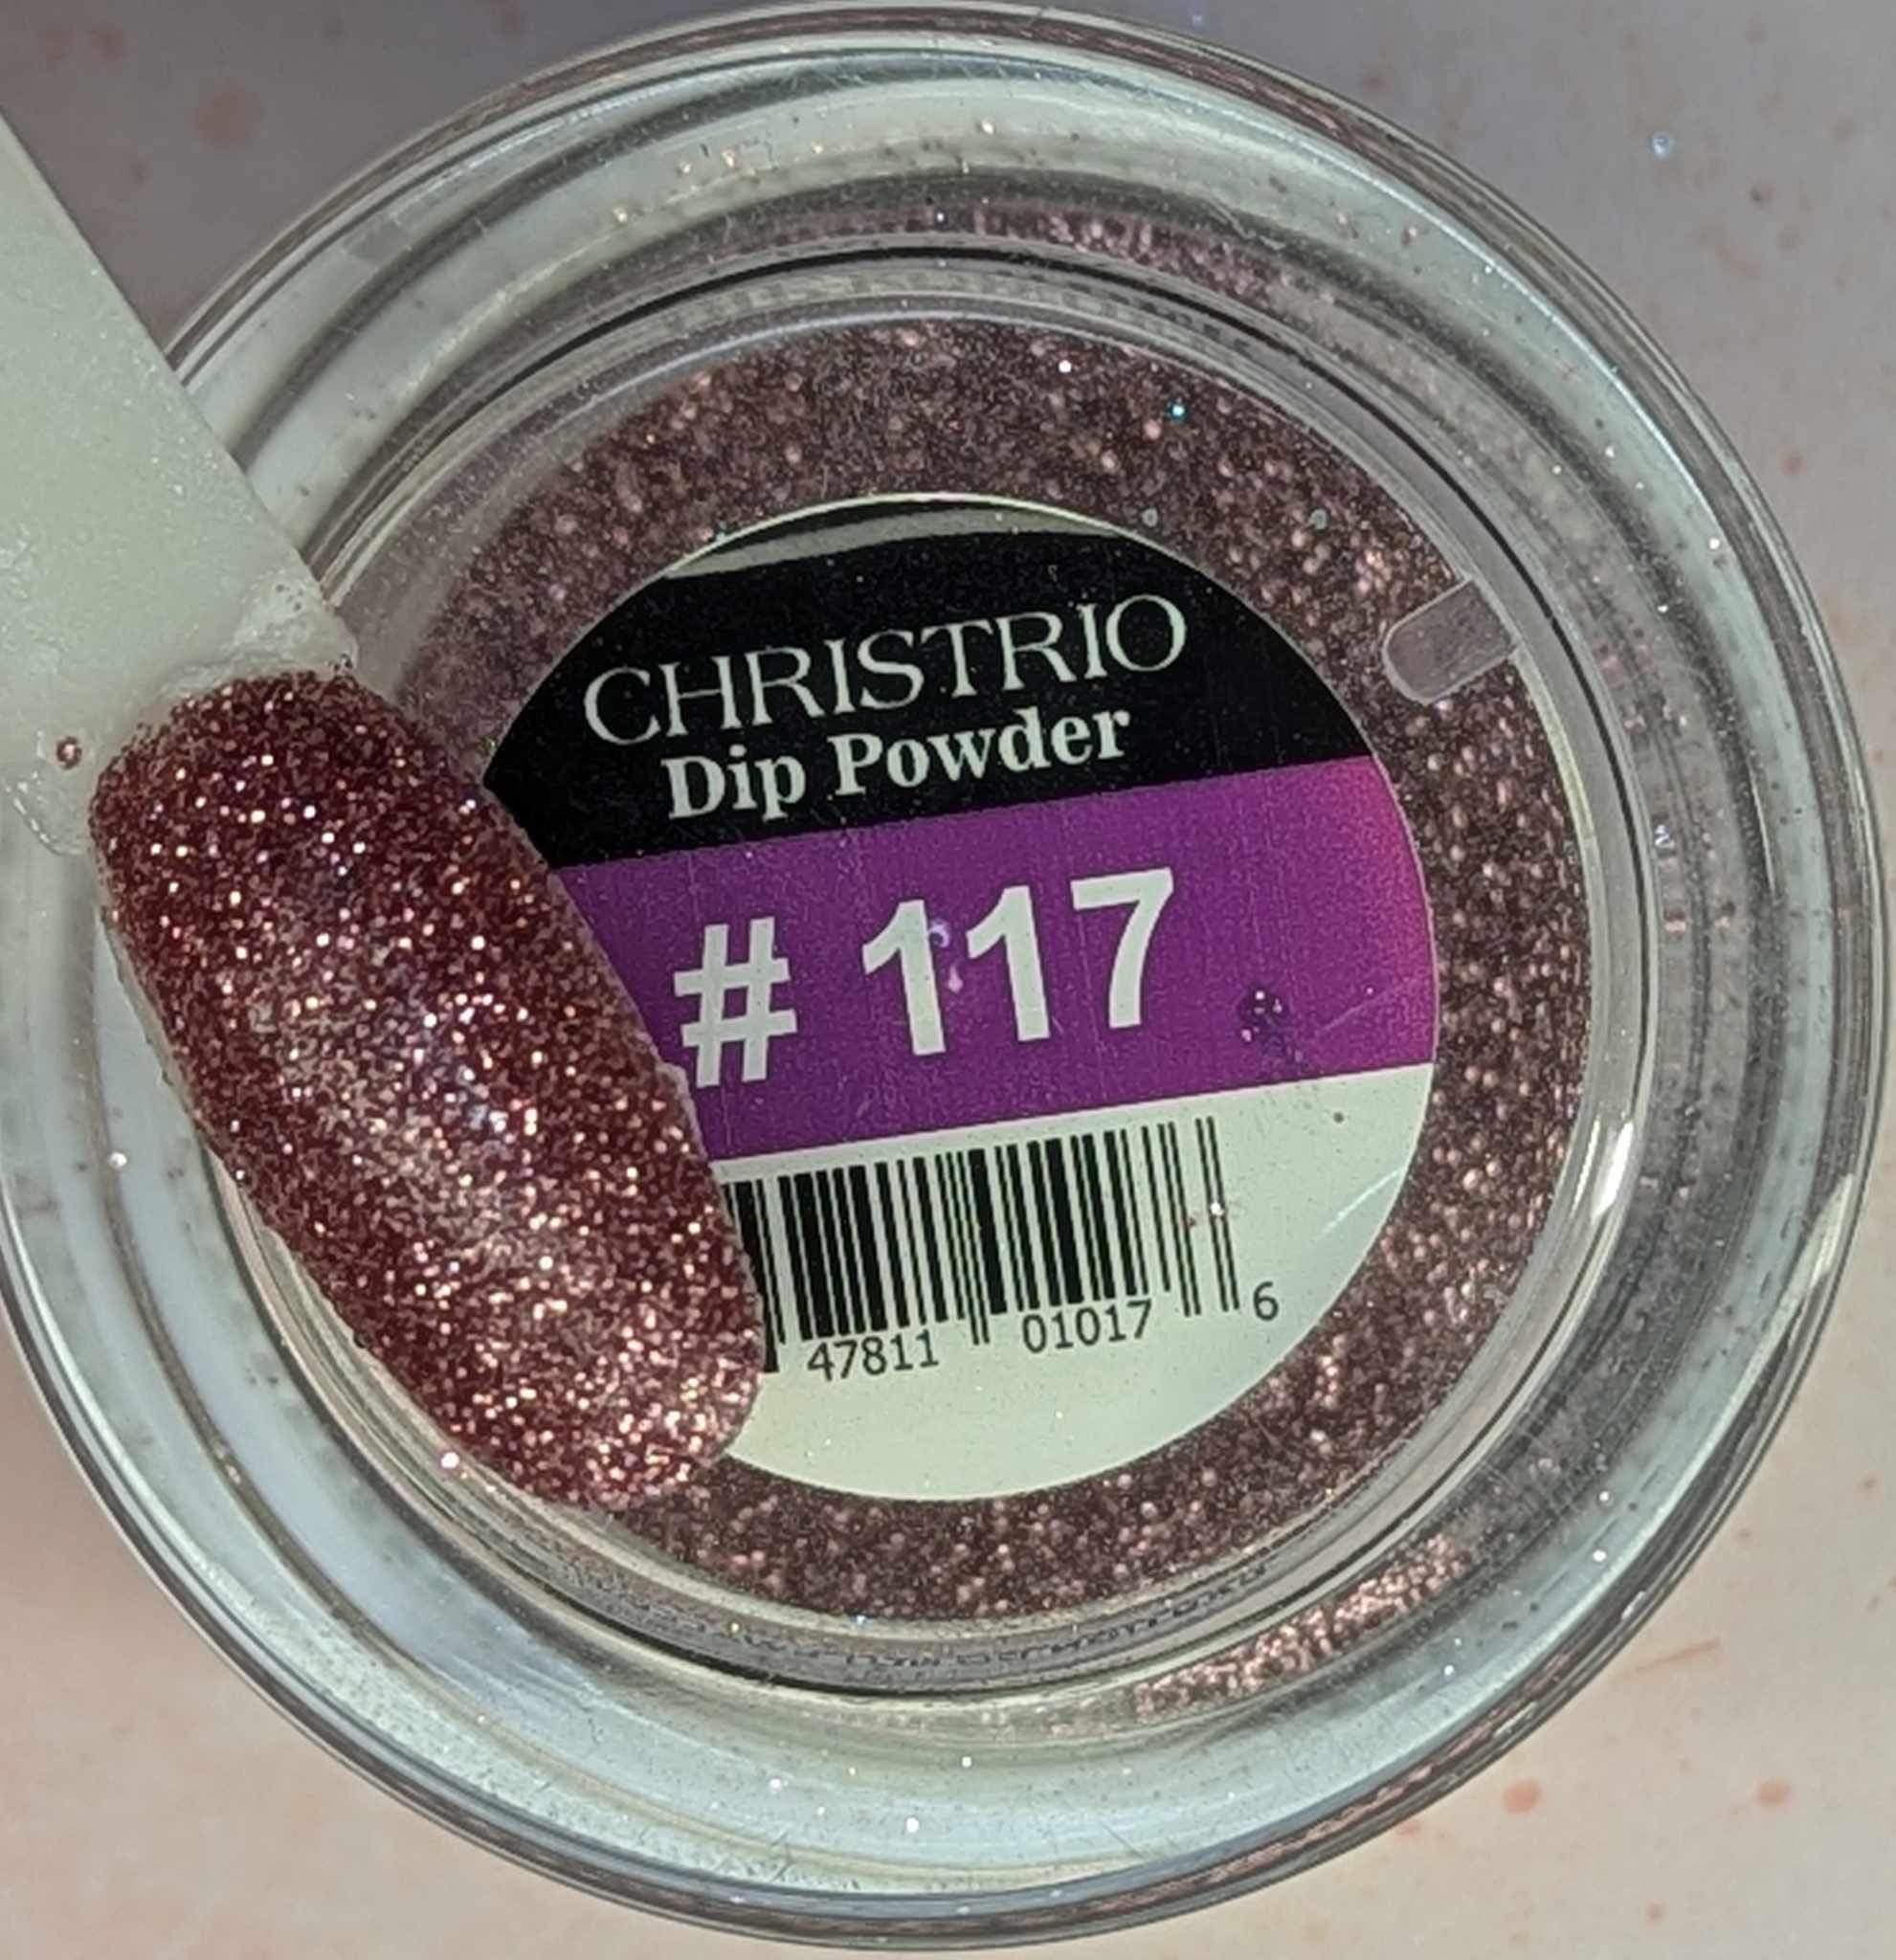 CHRISTRIO
Dip Powder
# 117
47811 01017 6